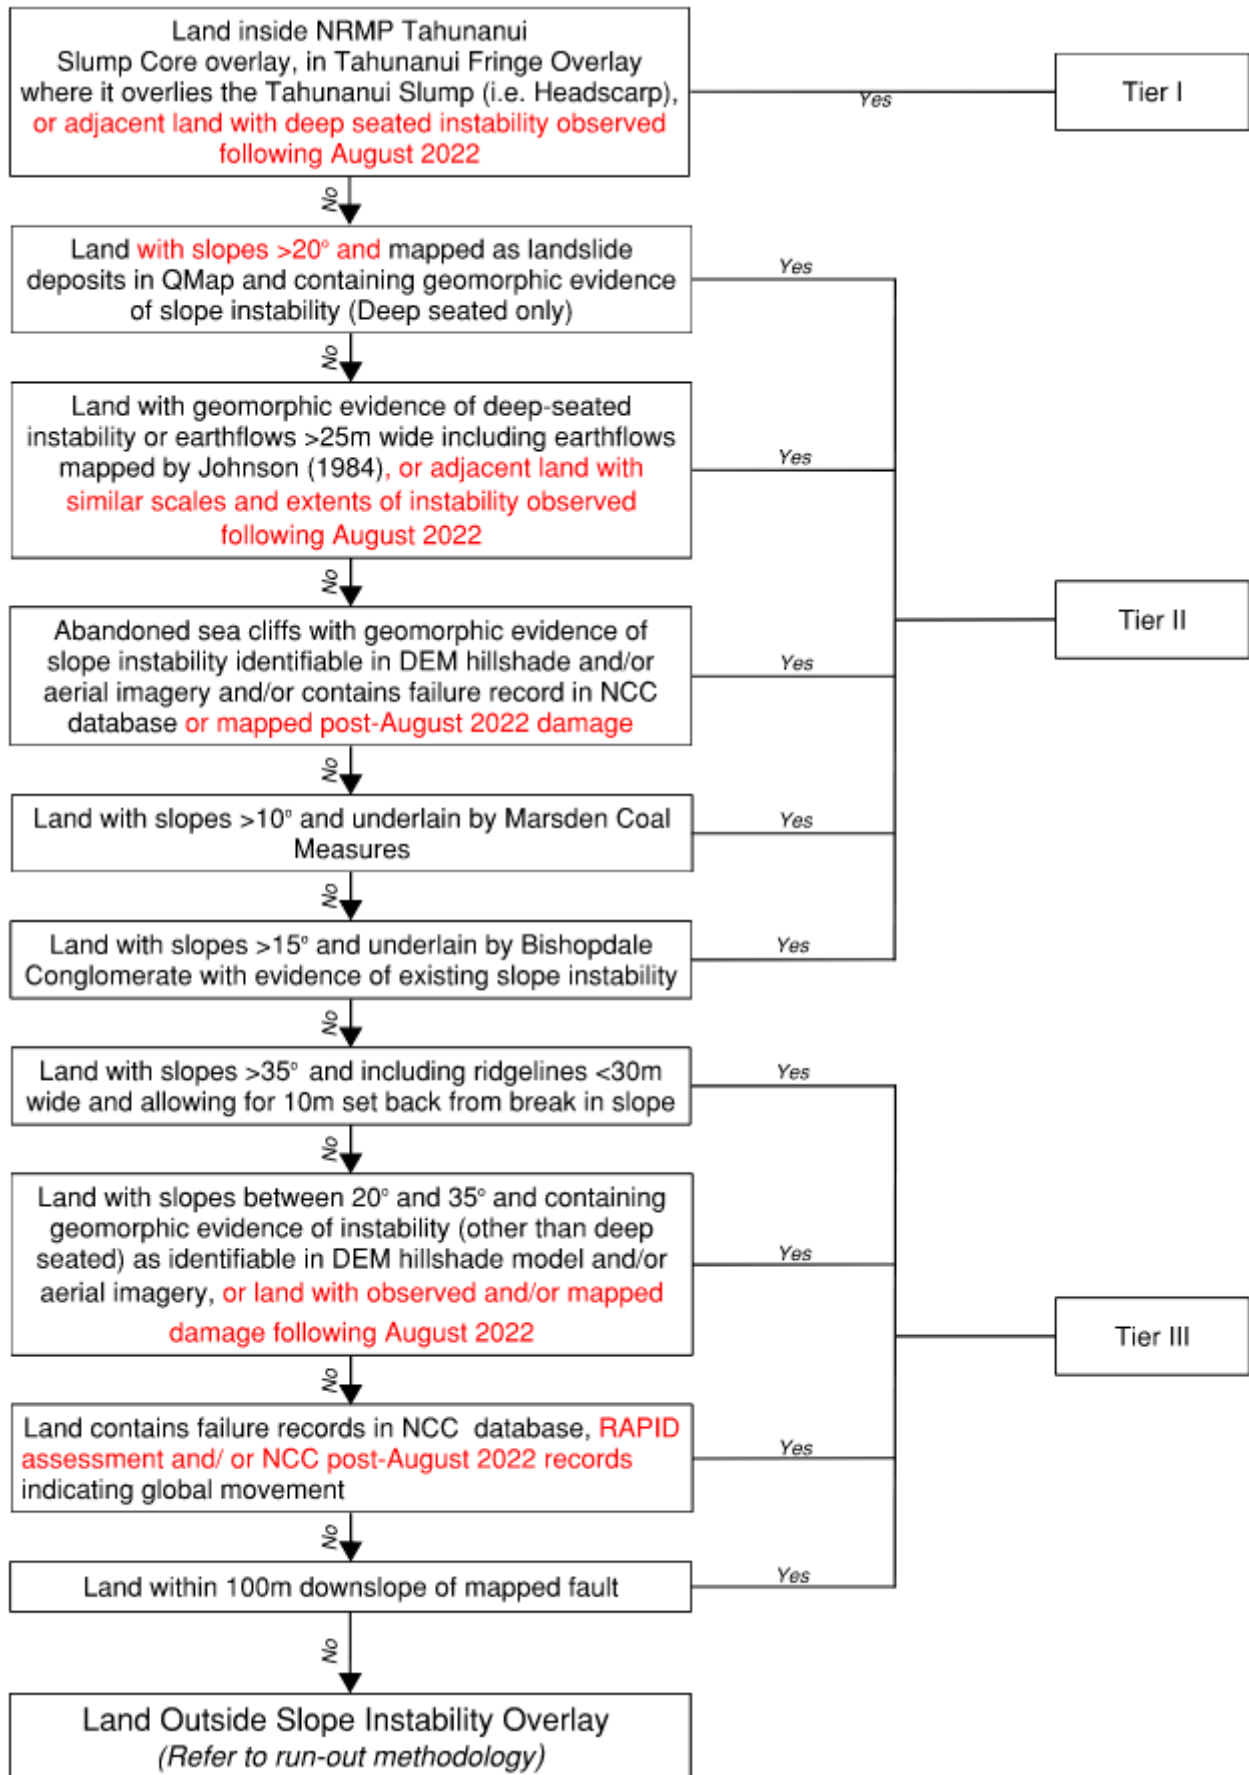 Land inside NRMP Tahunanui
Slump Core overlay, in Tahunanui Fringe Overlay
where it overlies the Tahunanui Slump (i.e. Headscarp),
or adjacent land with deep seated instability observed
following August 2022
Yes
Tier I
No
Land with slopes >20° and mapped as landslide
deposits in QMap and containing geomorphic evidence
of slope instability (Deep seated only)
Yes
No
Land with geomorphic evidence of deep-seated
instability or earthflows >25m wide including earthflows
mapped by Johnson (1984), or adjacent land with
similar scales and extents of instability observed
following August 2022
Yes
No
Abandoned sea cliffs with geomorphic evidence of
slope instability identifiable in DEM hillshade and/or
aerial imagery and/or contains failure record in NCC
database or mapped post-August 2022 damage
Yes
Tier II
No
Land with slopes >10° and underlain by Marsden Coal
Measures
Yes
No
Land with slopes >15° and underlain by Bishopdale
Conglomerate with evidence of existing slope instability
Yes
No
Land with slopes >35° and including ridgelines <30m
wide and allowing for 10m set back from break in slope
Yes
No
Land with slopes between 20° and 35° and containing
geomorphic evidence of instability (other than deep
seated) as identifiable in DEM hillshade model and/or
aerial imagery, or land with observed and/or mapped
damage following August 2022
Yes
Tier III
No
Land contains failure records in NCC database, RAPID
assessment and/ or NCC post-August 2022 records
indicating global movement
Yes
No
Land within 100m downslope of mapped fault
Yes
No
Land Outside Slope Instability Overlay
(Refer to run-out methodology)